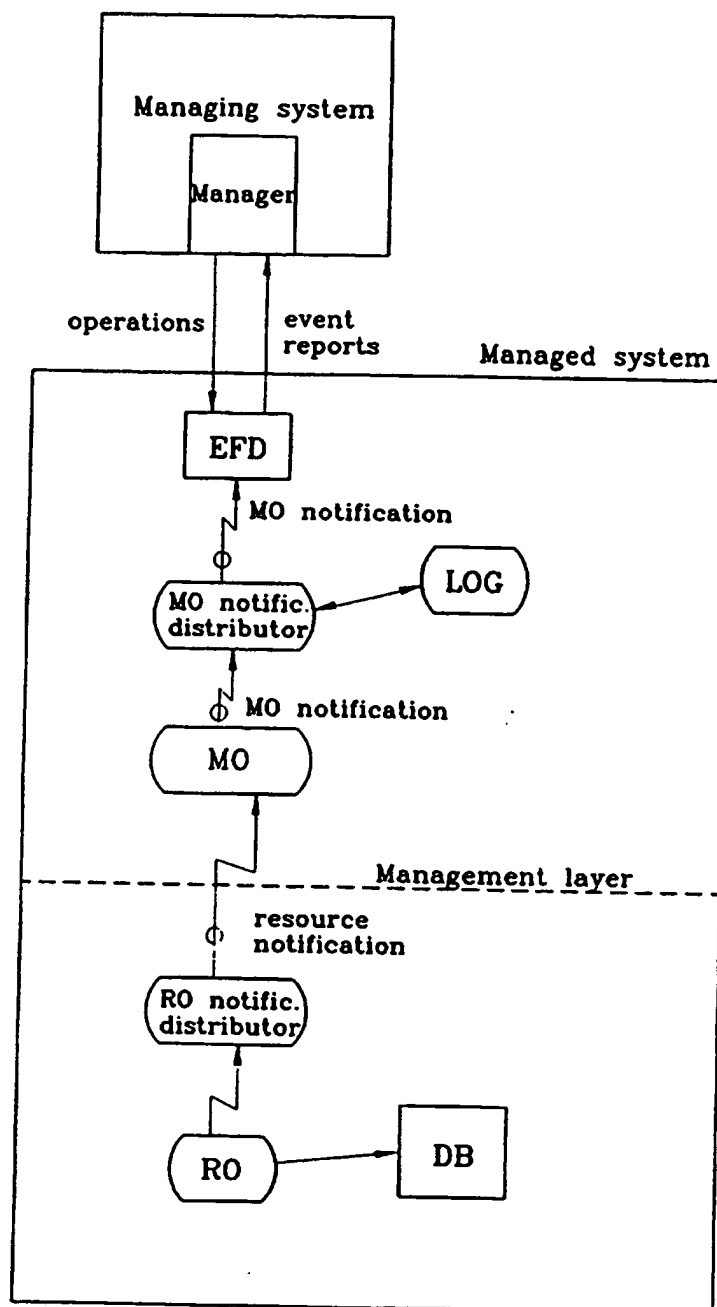 Managing system
Manager
operations
event
reports
Managed system
EFD
MO notification
LOG
MO notific.
distributor
MO notification
MO
Management layer
resource
notification
RO notific.
distributor
RO
DB